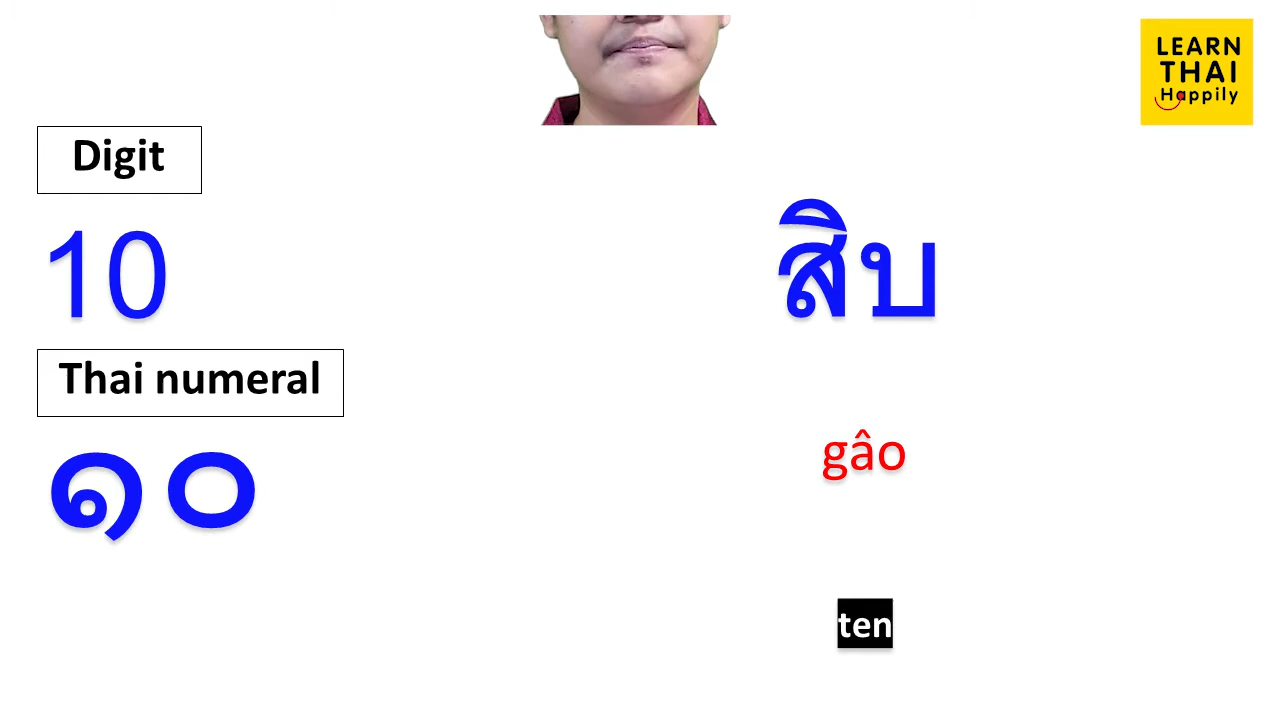 LEARN
THAI
Happily
Digit
10
สิบ
Thai numeral
๑๐
gâo
ten